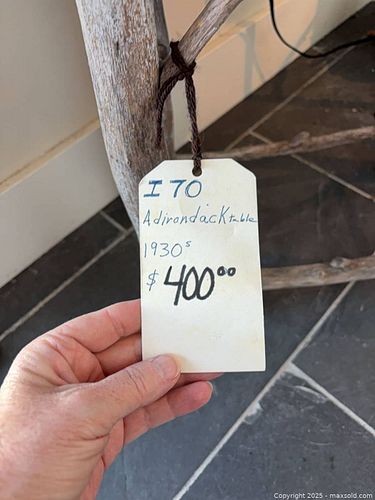 I 70
Adirondack table
1930s
$ 400.00
Copyright © 2025 - maxsold.com